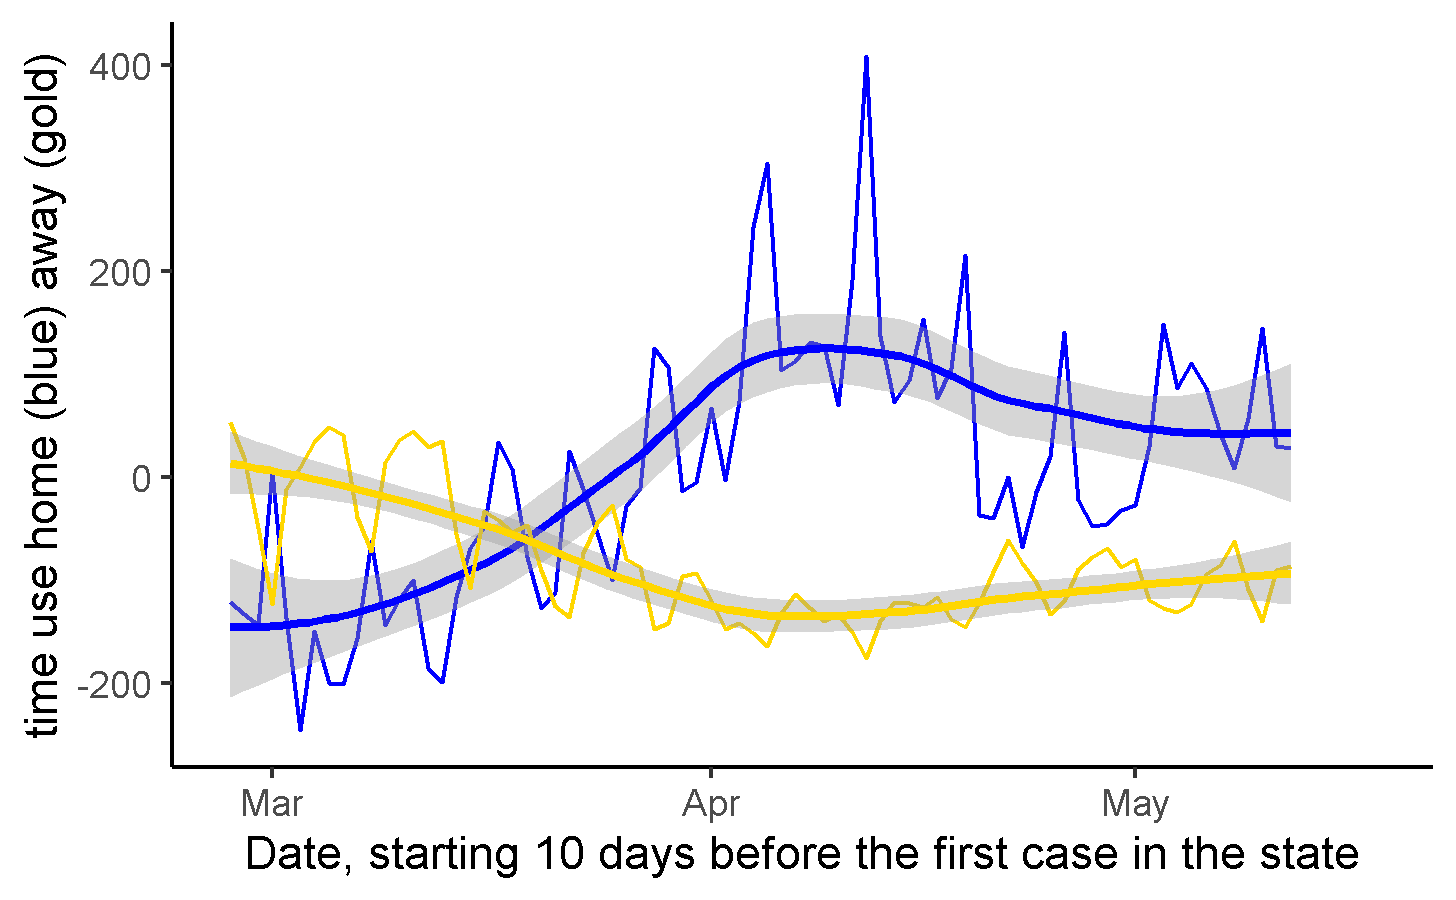 time use home (blue) away (gold)
400
200
0
-200
Mar
Apr
May
Date, starting 10 days before the first case in the state